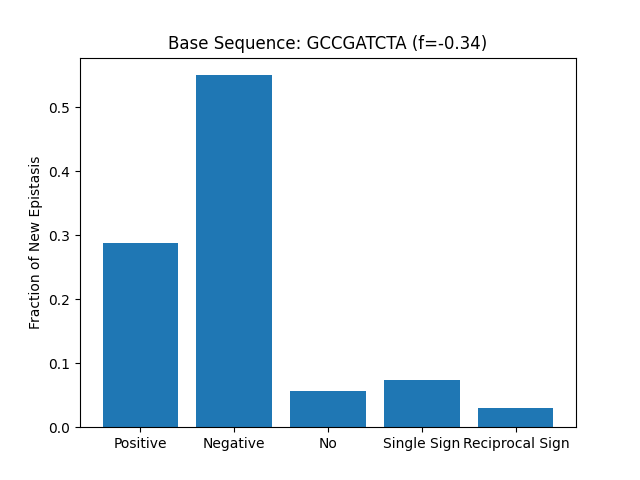 Base Sequence: GCCGATCTA (f=-0.34)
Fraction of New Epistasis
0.5
0.4
0.3
0.2
0.1
0.0
Positive Negative No Single Sign Reciprocal Sign